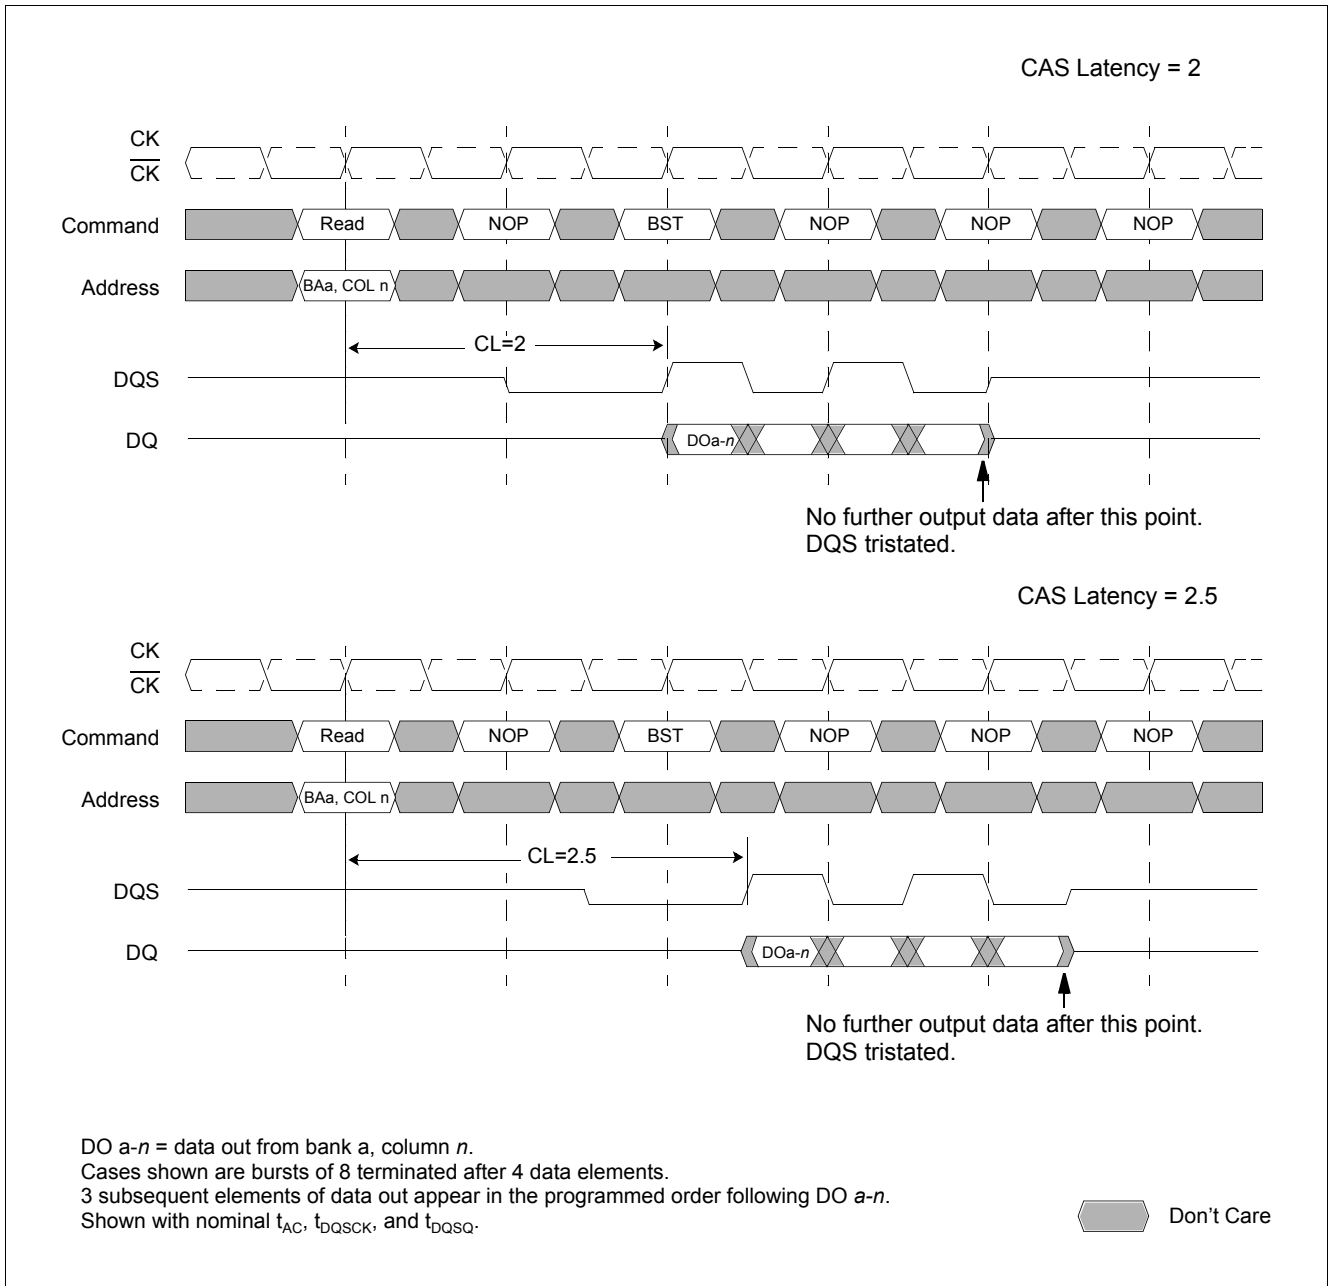 CAS Latency = 2
CK
CK
Command Read NOP BST NOP NOP NOP
Address BAa, COL n
CL=2
DQS
DQ DOa-n
No further output data after this point.
DQS tristated.
CAS Latency = 2.5
CK
CK
Command Read NOP BST NOP NOP NOP
Address BAa, COL n
CL=2.5
DQS
DQ DOa-n
No further output data after this point.
DQS tristated.
DO a-n = data out from bank a, column n.
Cases shown are bursts of 8 terminated after 4 data elements.
3 subsequent elements of data out appear in the programmed order following DO a-n.
Shown with nominal tAC, tDQSCK, and tDQSQ.
Don't Care